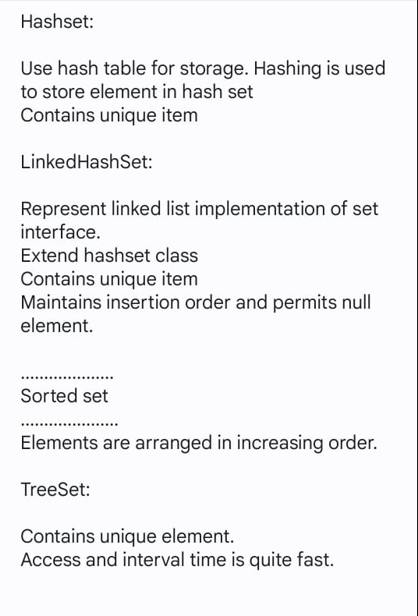 Hashset:
Use hash table for storage. Hashing is used
to store element in hash set
Contains unique item
LinkedHashSet:
Represent linked list implementation of set
interface.
Extend hashset class
Contains unique item
Maintains insertion order and permits null
element.
....................
Sorted set
.....................
Elements are arranged in increasing order.
TreeSet:
Contains unique element.
Access and interval time is quite fast.